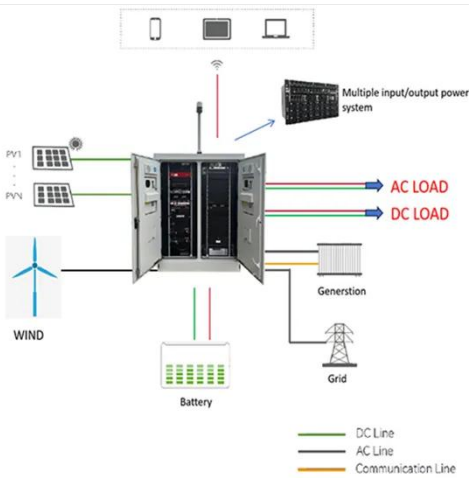 Multiple input/output power
system
PV1
PVN
AC LOAD
DC LOAD
WIND
Generstion
Grid
Battery
DC Line
AC Line
Communication Line